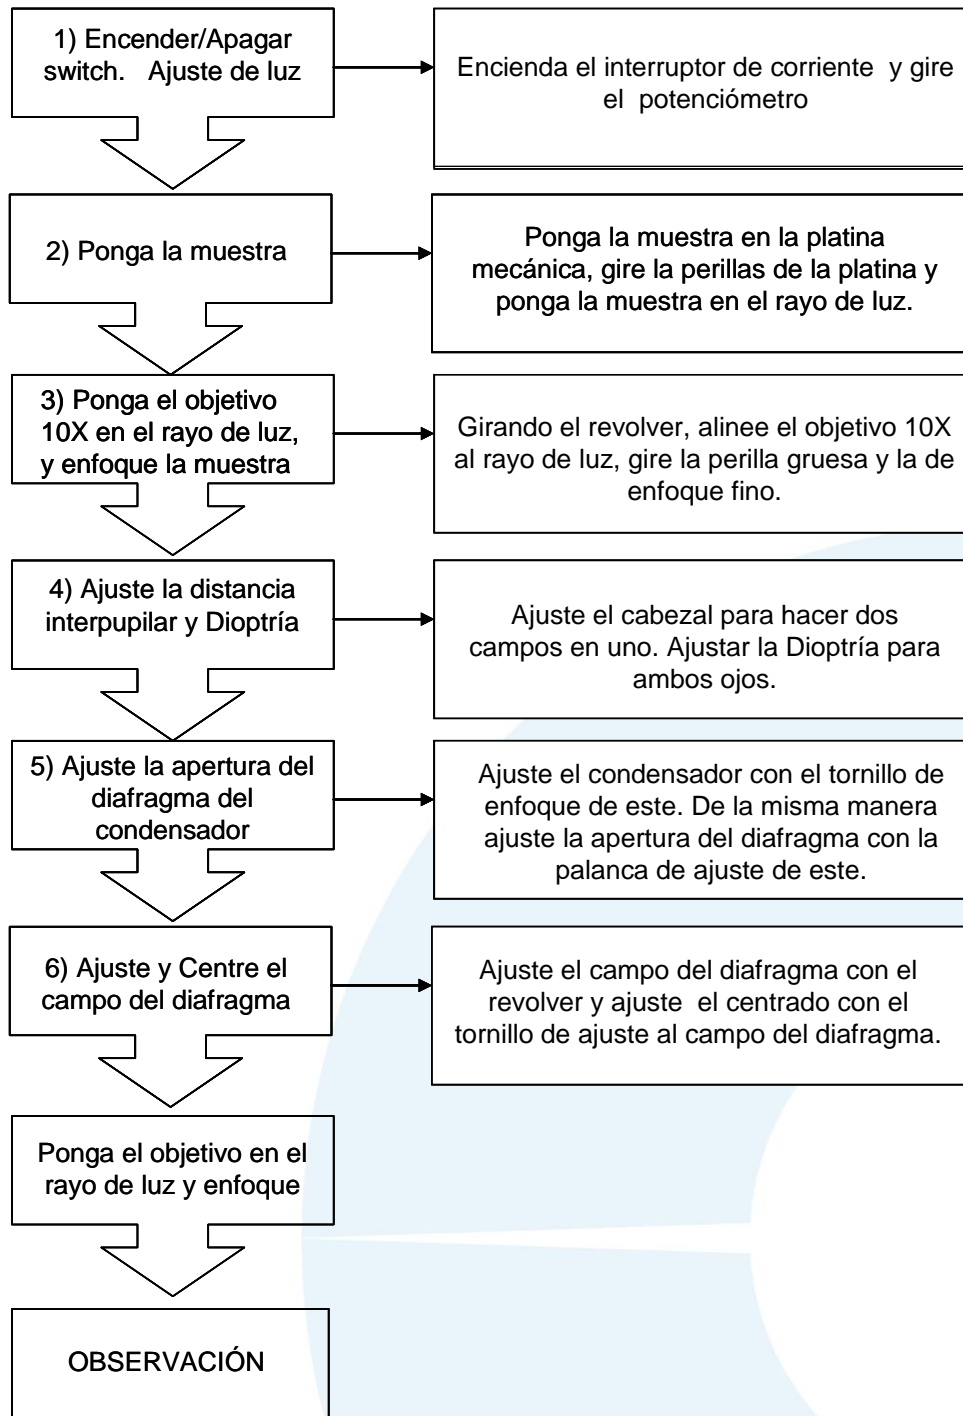 1) Encender/Apagar
switch. Ajuste de luz
Encienda el interruptor de corriente y gire
el potenciómetro
2) Ponga la muestra
Ponga la muestra en la platina
mecánica, gire la perillas de la platina y
ponga la muestra en el rayo de luz.
3) Ponga el objetivo
10X en el rayo de luz,
y enfoque la muestra
Girando el revolver, alinee el objetivo 10X
al rayo de luz, gire la perilla gruesa y la de
enfoque fino.
4) Ajuste la distancia
interpupilar y Dioptría
Ajuste el cabezal para hacer dos
campos en uno. Ajustar la Dioptría para
ambos ojos.
5) Ajuste la apertura del
diafragma del
condensador
Ajuste el condensador con el tornillo de
enfoque de este. De la misma manera
ajuste la apertura del diafragma con la
palanca de ajuste de este.
6) Ajuste y Centre el
campo del diafragma
Ajuste el campo del diafragma con el
revolver y ajuste el centrado con el
tornillo de ajuste al campo del diafragma.
Ponga el objetivo en el
rayo de luz y enfoque
OBSERVACIÓN